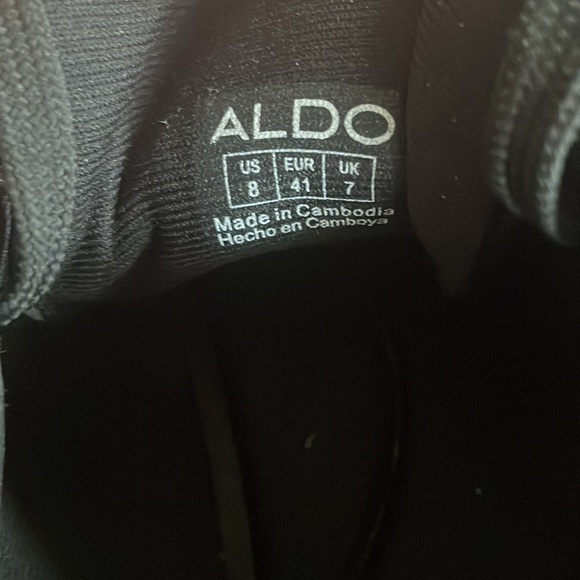 ALDO
US EUR UK
8 41 7
Made in Cambodia
Hecho en Camboya